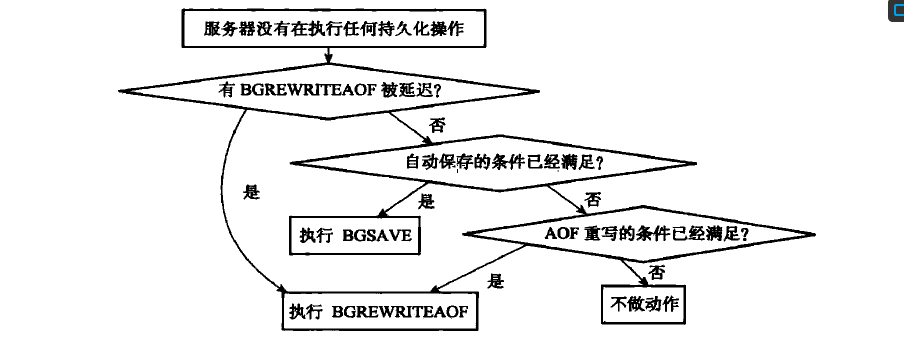 服务器没有在执行任何持久化操作
有 BGREWRITEAOF 被延迟?
否
自动保存的条件已经满足?
是
是
否
执行 BGSAVE
AOF 重写的条件已经满足?
是
否
执行 BGREWRITEAOF
不做动作